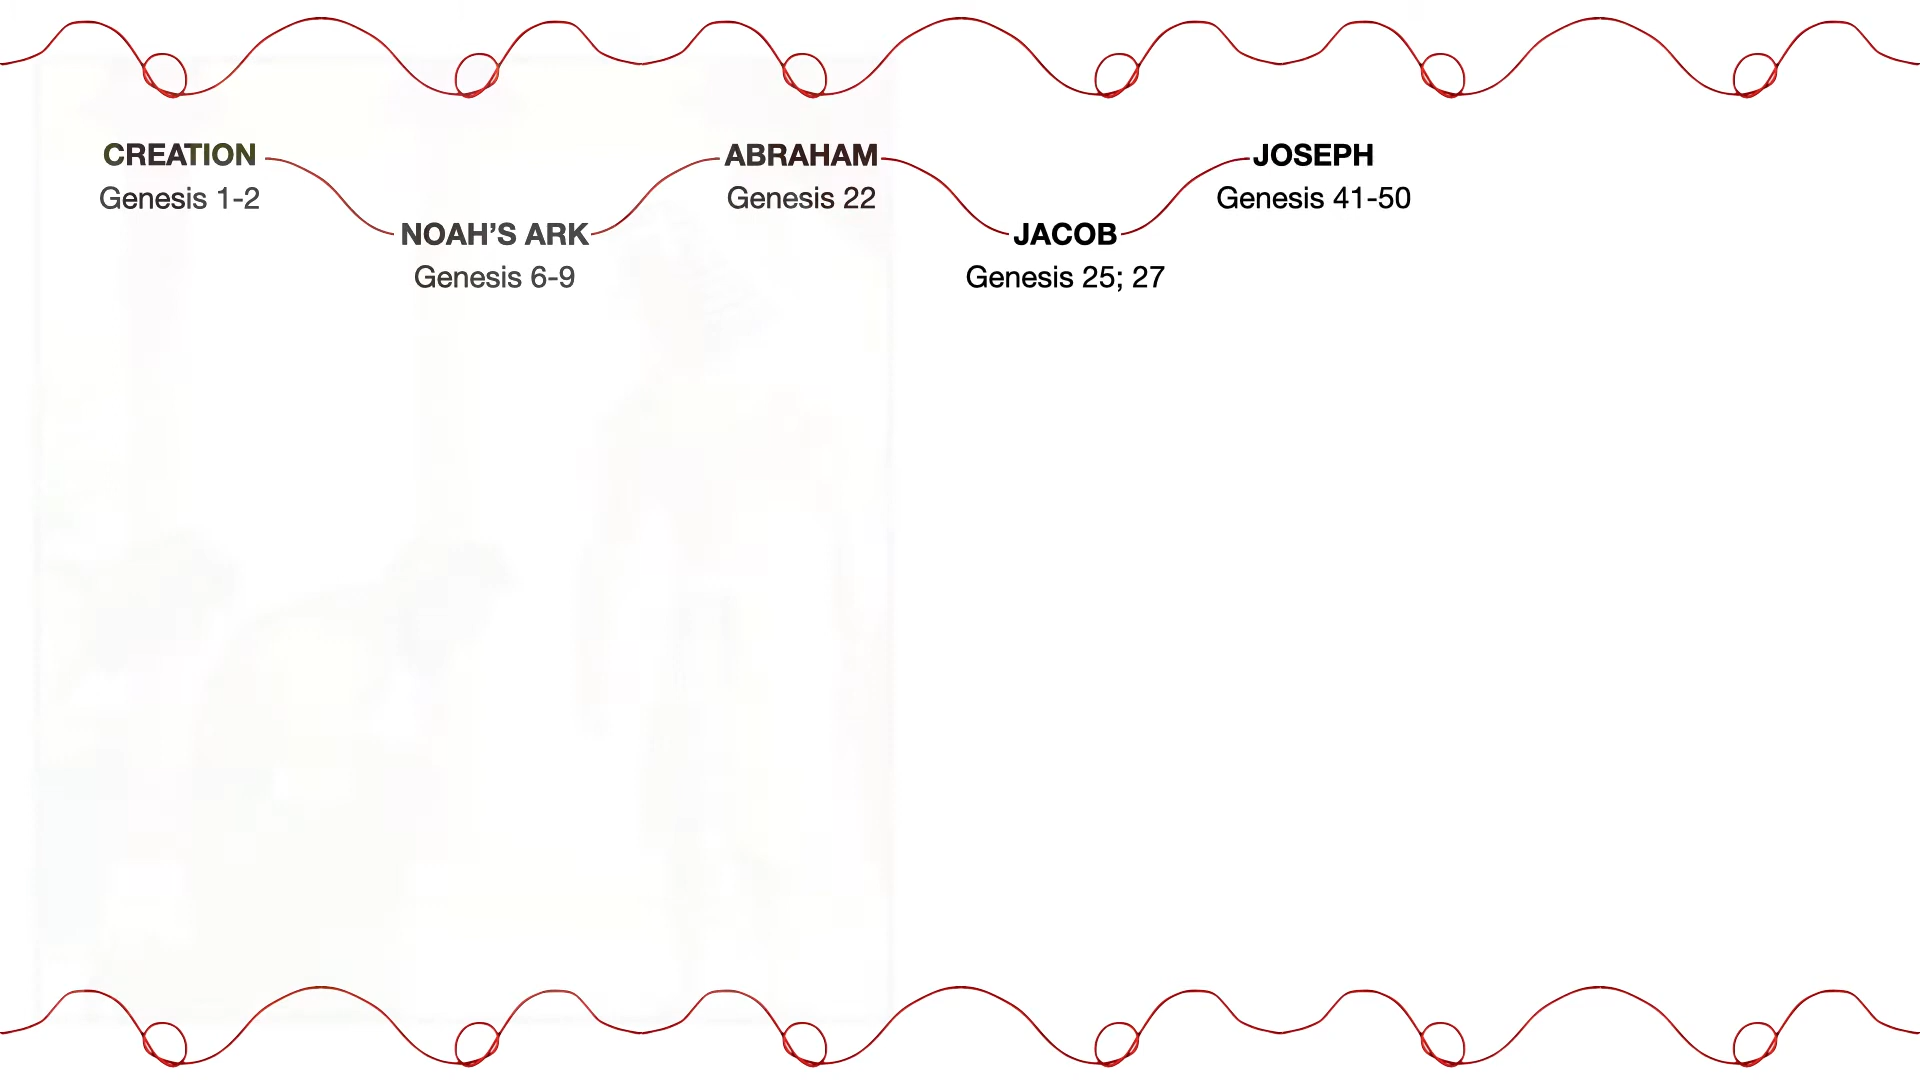 CREATION
Genesis 1-2
NOAH’S ARK
Genesis 6-9
ABRAHAM
Genesis 22
JACOB
Genesis 25; 27
JOSEPH
Genesis 41-50